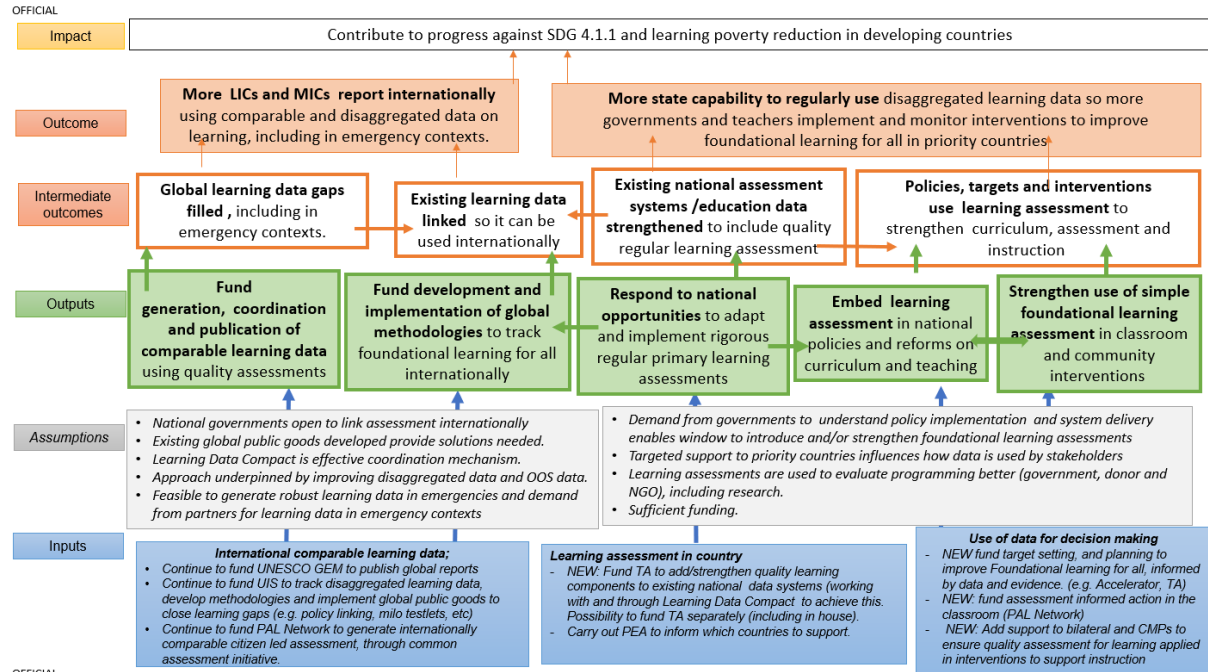 OFFICIAL
Impact
Contribute to progress against SDG 4.1.1 and learning poverty reduction in developing countries
Outcome
More LICs and MICs report internationally
using comparable and disaggregated data on
learning, including in emergency contexts.
More state capability to regularly use disaggregated learning data so more
governments and teachers implement and monitor interventions to improve
foundational learning for all in priority countries
Intermediate
outcomes
Global learning data gaps
filled , including in
emergency contexts.
Existing learning data
linked so it can be
used internationally
Existing national assessment
systems /education data
strengthened to include quality
regular learning assessment
Policies, targets and interventions
use learning assessment to
strengthen curriculum, assessment and
instruction
Outputs
Fund
generation, coordination
and publication of
comparable learning data
using quality assessments
Fund development and
implementation of global
methodologies to track
foundational learning for all
internationally
Respond to national
opportunities to adapt
and implement rigorous
regular primary learning
assessments
Embed learning
assessment in national
policies and reforms on
curriculum and teaching
Strengthen use of simple
foundational learning
assessment in classroom
and community
interventions
Assumptions
• National governments open to link assessment internationally
• Existing global public goods developed provide solutions needed.
• Learning Data Compact is effective coordination mechanism.
• Approach underpinned by improving disaggregated data and OOS data.
• Feasible to generate robust learning data in emergencies and demand
from partners for learning data in emergency contexts
• Demand from governments to understand policy implementation and system delivery
enables window to introduce and/or strengthen foundational learning assessments
• Targeted support to priority countries influences how data is used by stakeholders
• Learning assessments are used to evaluate programming better (government, donor and
NGO), including research.
• Sufficient funding.
Inputs
International comparable learning data;
• Continue to fund UNESCO GEM to publish global reports
• Continue to fund UIS to track disaggregated learning data,
develop methodologies and implement global public goods to
close learning gaps (e.g. policy linking, milo testlets, etc)
• Continue to fund PAL Network to generate internationally
comparable citizen led assessment, through common
assessment initiative.
Learning assessment in country
- NEW: Fund TA to add/strengthen quality learning
components to existing national data systems (working
with and through Learning Data Compact to achieve this.
Possibility to fund TA separately (including in house).
- Carry out PEA to inform which countries to support.
Use of data for decision making
- NEW fund target setting, and planning to
improve Foundational learning for all, informed
by data and evidence. (e.g. Accelerator, TA)
- NEW: fund assessment informed action in the
classroom (PAL Network)
- NEW: Add support to bilateral and CMPs to
ensure quality assessment for learning applied
in interventions to support instruction
OFFICIAL